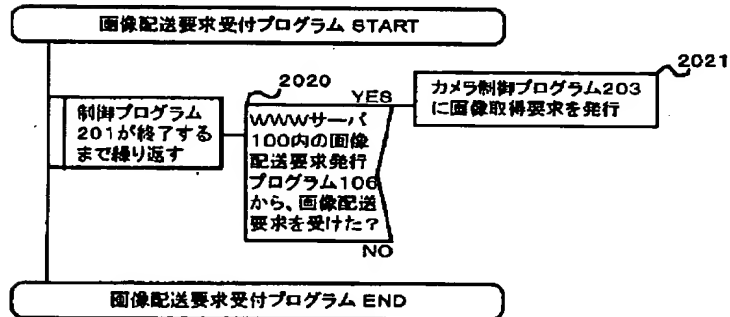 画像配送要求受付プログラム START
2021
2020
YES
カメラ制御プログラム203
に画像取得要求を発行
制御プログラム
201が終了する
まで繰り返す
WWWサーバ
100内の画像
配送要求発行
プログラム106
から、画像配送
要求を受けた？
NO
画像配送要求受付プログラム END